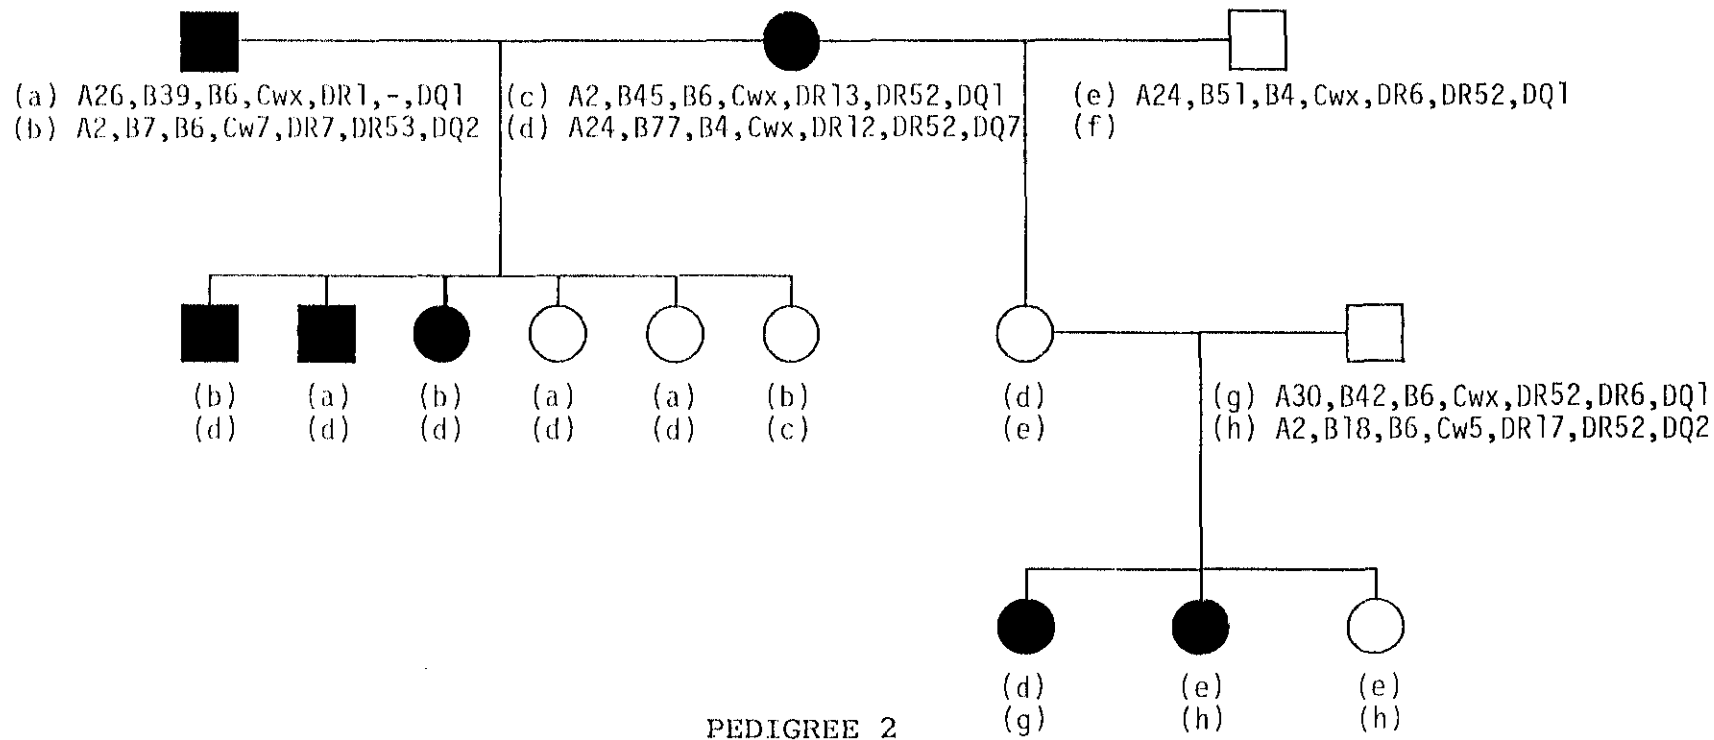 (a) A26,B39,B6,Cwx,DR1,-,DQ1 (c) A2,B45,B6,Cwx,DR13,DR52,DQ1 (e) A24,B51,B4,Cwx,DR6,DR52,DQ1
(b) A2,B7,B6,Cw7,DR7,DR53,DQ2 (d) A24,B77,B4,Cwx,DR12,DR52,DQ7 (f)
(b) (a) (b) (a) (a) (b) (d) (g) A30,B42,B6,Cwx,DR52,DR6,DQ1
(d) (d) (d) (d) (d) (c) (e) (h) A2,B18,B6,Cw5,DR17,DR52,DQ2
(d) (e) (e)
(g) (h) (h)
PEDIGREE 2